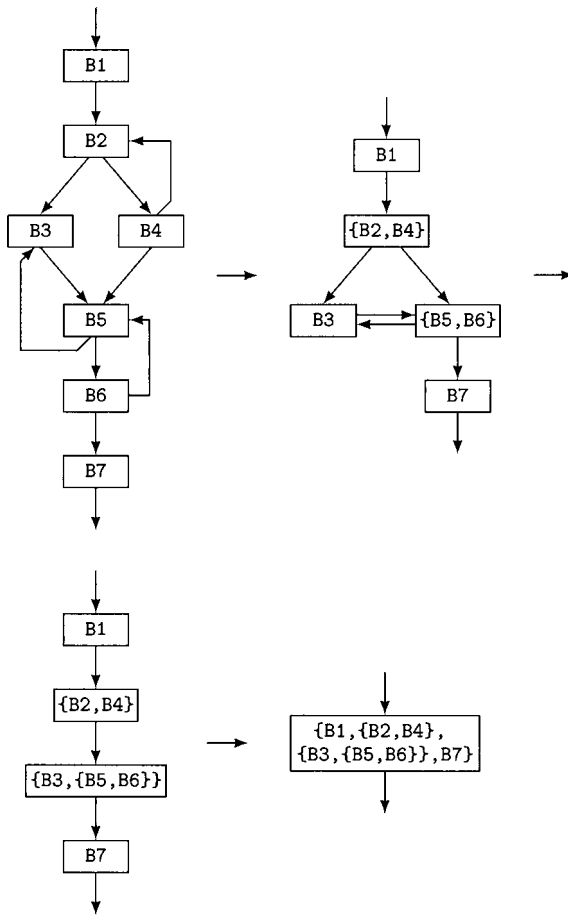 B1
B2
B3
B4
B5
B6
B7
B1
{B2,B4}
B3
{B5,B6}
B7
B1
{B2,B4}
{B3,{B5,B6}}
B7
{B1,{B2,B4},
{B3,{B5,B6}},B7}